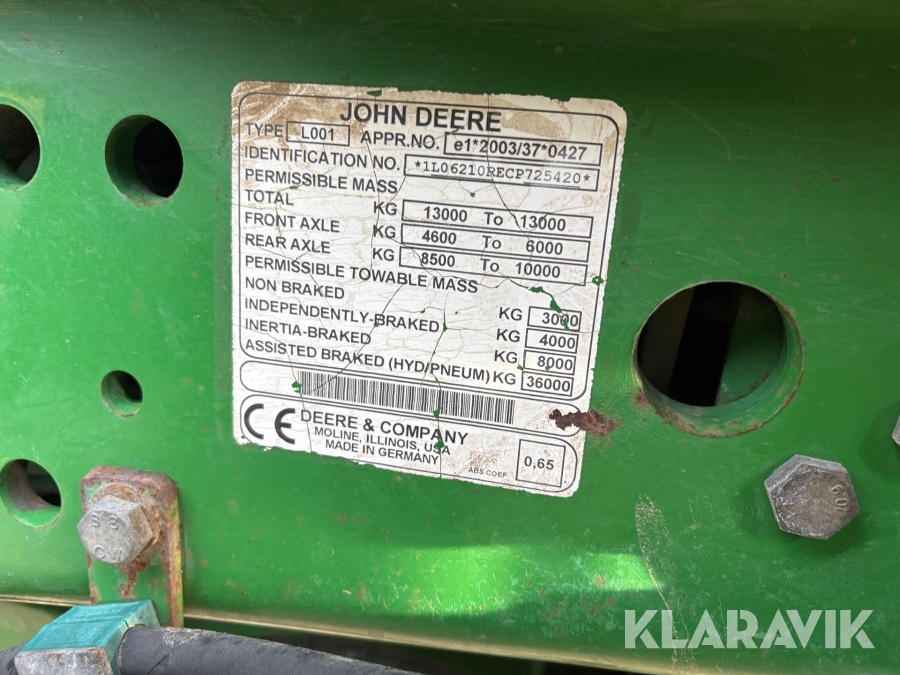 JOHN DEERE
TYPE L001 APPR.NO. e1*2003/37*0427
IDENTIFICATION NO. *1L06210RECP725420*
PERMISSIBLE MASS
TOTAL KG 13000 To 13000
FRONT AXLE KG 4600 To 6000
REAR AXLE KG 8500 To 10000
PERMISSIBLE TOWABLE MASS
NON BRAKED KG 3000
INDEPENDENTLY-BRAKED KG 4000
INERTIA-BRAKED KG 8000
ASSISTED BRAKED (HYD/PNEUM) KG 36000
CE DEERE & COMPANY
MOLINE, ILLINOIS, USA
MADE IN GERMANY
ABS COEF. 0,65
8.8
KLARAVIK